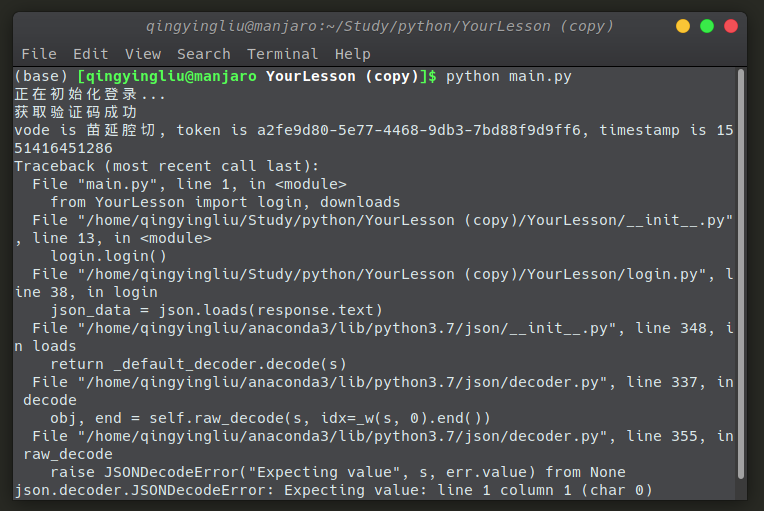 qingyingliu@manjaro:~/Study/python/YourLesson (copy)
File Edit View Search Terminal Help
(base) [qingyingliu@manjaro YourLesson (copy)]$ python main.py
正在初始化登录...
获取验证码成功
vode is 苗延腔切, token is a2fe9d80-5e77-4468-9db3-7bd88f9d9ff6, timestamp is 15
51416451286
Traceback (most recent call last):
  File "main.py", line 1, in <module>
    from YourLesson import login, downloads
  File "/home/qingyingliu/Study/python/YourLesson (copy)/YourLesson/__init__.py"
, line 13, in <module>
    login.login()
  File "/home/qingyingliu/Study/python/YourLesson (copy)/YourLesson/login.py", l
ine 38, in login
    json_data = json.loads(response.text)
  File "/home/qingyingliu/anaconda3/lib/python3.7/json/__init__.py", line 348, i
n loads
    return _default_decoder.decode(s)
  File "/home/qingyingliu/anaconda3/lib/python3.7/json/decoder.py", line 337, in
 decode
    obj, end = self.raw_decode(s, idx=_w(s, 0).end())
  File "/home/qingyingliu/anaconda3/lib/python3.7/json/decoder.py", line 355, in
 raw_decode
    raise JSONDecodeError("Expecting value", s, err.value) from None
json.decoder.JSONDecodeError: Expecting value: line 1 column 1 (char 0)